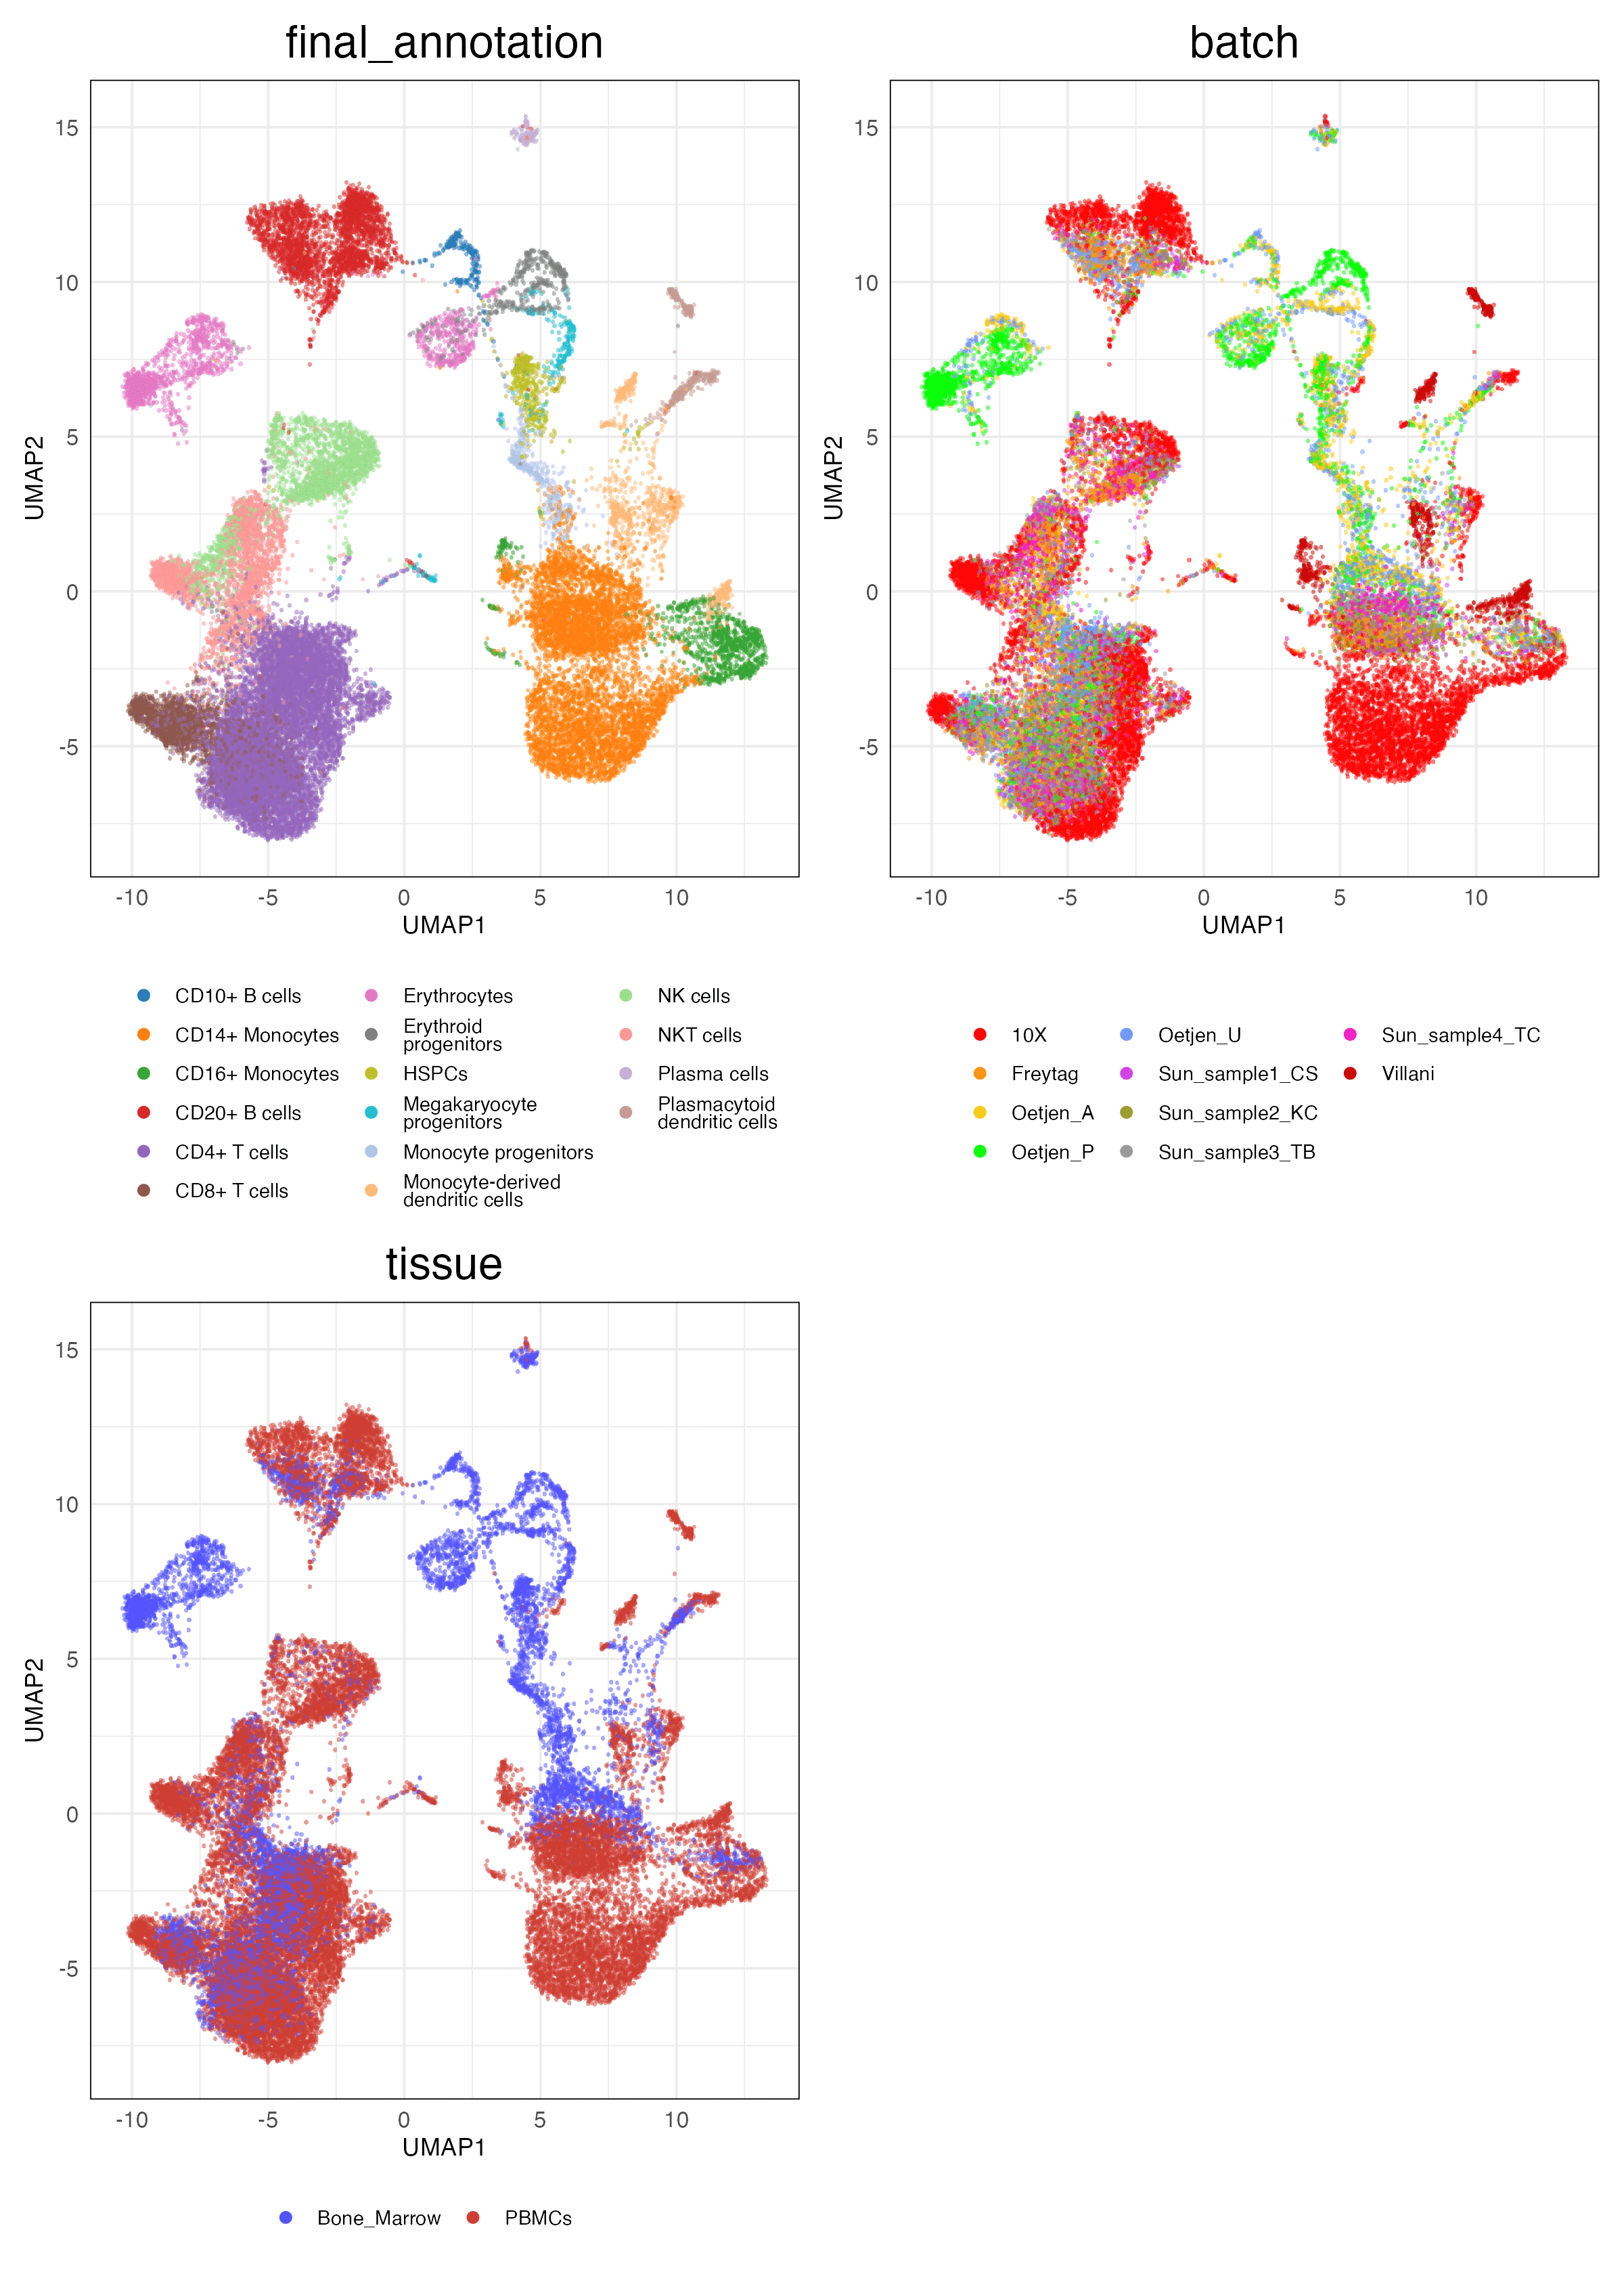 final_annotation
batch
15
10
5
0
-5
UMAP2
-10
-5
0
5
10
UMAP1
15
10
5
0
-5
UMAP2
-10
-5
0
5
10
UMAP1
CD10+ B cells
CD14+ Monocytes
CD16+ Monocytes
CD20+ B cells
CD4+ T cells
CD8+ T cells
Erythrocytes
Erythroid
progenitors
HSPCs
Megakaryocyte
progenitors
Monocyte progenitors
Monocyte-derived
dendritic cells
NK cells
NKT cells
Plasma cells
Plasmacytoid
dendritic cells
10X
Freytag
Oetjen_A
Oetjen_P
Oetjen_U
Sun_sample1_CS
Sun_sample2_KC
Sun_sample3_TB
Sun_sample4_TC
Villani
tissue
15
10
5
0
-5
UMAP2
-10
-5
0
5
10
UMAP1
Bone_Marrow
PBMCs